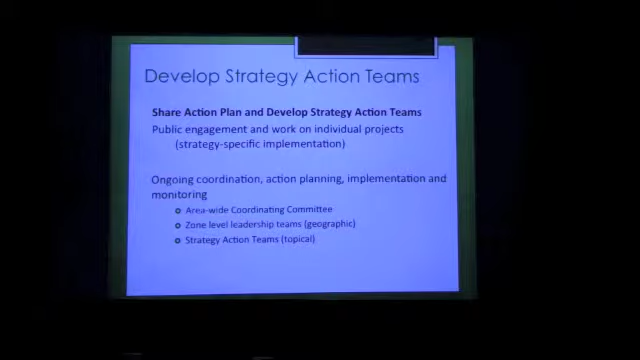 Develop Strategy Action Teams
Share Action Plan and Develop Strategy Action Teams
Public engagement and work on individual projects
(strategy-specific implementation)
Ongoing coordination, action planning, implementation and
monitoring
Area-wide Coordinating Committee
Zone level leadership teams (geographic)
Strategy Action Teams (topical)